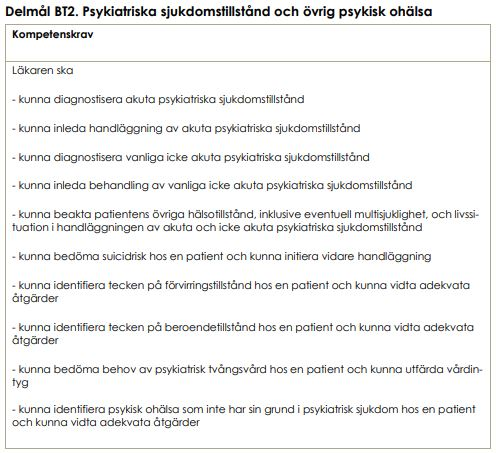 Delmål BT2. Psykiatriska sjukdomstillstånd och övrig psykisk ohälsa
Kompetenskrav
Läkaren ska
- kunna diagnostisera akuta psykiatriska sjukdomstillstånd
- kunna inleda handläggning av akuta psykiatriska sjukdomstillstånd
- kunna diagnostisera vanliga icke akuta psykiatriska sjukdomstillstånd
- kunna inleda behandling av vanliga icke akuta psykiatriska sjukdomstillstånd
- kunna beakta patientens övriga hälsotillstånd, inklusive eventuell multisjuklighet, och livssi-
tuation i handläggningen av akuta och icke akuta psykiatriska sjukdomstillstånd
- kunna bedöma suicidrisk hos en patient och kunna initiera vidare handläggning
- kunna identifiera tecken på förvirringstillstånd hos en patient och kunna vidta adekvata
åtgärder
- kunna identifiera tecken på beroendetillstånd hos en patient och kunna vidta adekvata
åtgärder
- kunna bedöma behov av psykiatrisk tvångsvård hos en patient och kunna utfärda vårdin-
tyg
- kunna identifiera psykisk ohälsa som inte har sin grund i psykiatrisk sjukdom hos en patient
och kunna vidta adekvata åtgärder